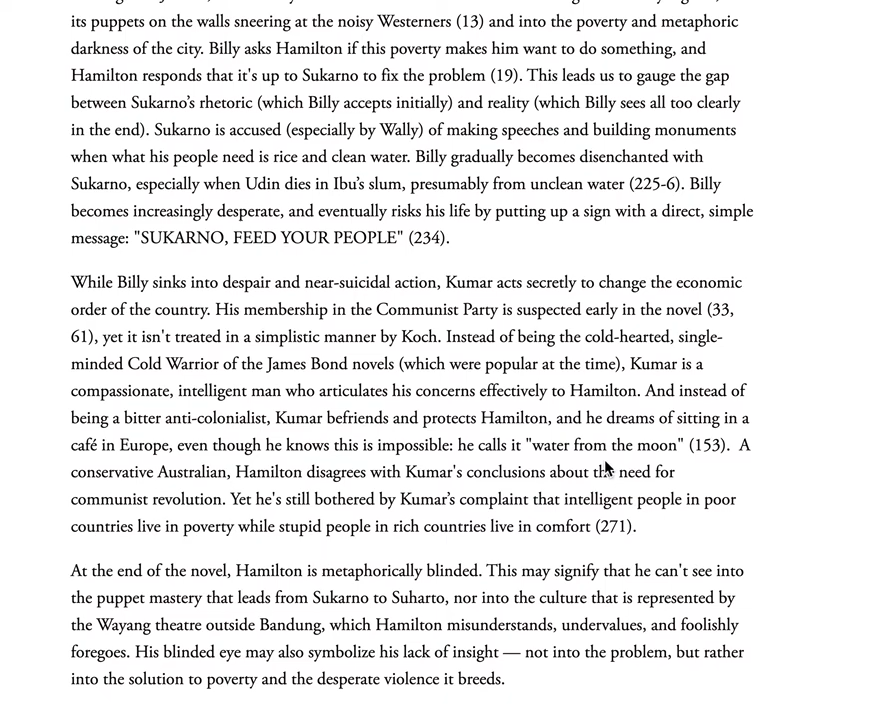 its puppets on the walls sneering at the noisy Westerners (13) and into the poverty and metaphoric
darkness of the city. Billy asks Hamilton if this poverty makes him want to do something, and
Hamilton responds that it's up to Sukarno to fix the problem (19). This leads us to gauge the gap
between Sukarno’s rhetoric (which Billy accepts initially) and reality (which Billy sees all too clearly
in the end). Sukarno is accused (especially by Wally) of making speeches and building monuments
when what his people need is rice and clean water. Billy gradually becomes disenchanted with
Sukarno, especially when Udin dies in Ibu’s slum, presumably from unclean water (225-6). Billy
becomes increasingly desperate, and eventually risks his life by putting up a sign with a direct, simple
message: "SUKARNO, FEED YOUR PEOPLE" (234).
While Billy sinks into despair and near-suicidal action, Kumar acts secretly to change the economic
order of the country. His membership in the Communist Party is suspected early in the novel (33,
61), yet it isn't treated in a simplistic manner by Koch. Instead of being the cold-hearted, single-
minded Cold Warrior of the James Bond novels (which were popular at the time), Kumar is a
compassionate, intelligent man who articulates his concerns effectively to Hamilton. And instead of
being a bitter anti-colonialist, Kumar befriends and protects Hamilton, and he dreams of sitting in a
café in Europe, even though he knows this is impossible: he calls it "water from the moon" (153). A
conservative Australian, Hamilton disagrees with Kumar's conclusions about the need for
communist revolution. Yet he's still bothered by Kumar’s complaint that intelligent people in poor
countries live in poverty while stupid people in rich countries live in comfort (271).
At the end of the novel, Hamilton is metaphorically blinded. This may signify that he can't see into
the puppet mastery that leads from Sukarno to Suharto, nor into the culture that is represented by
the Wayang theatre outside Bandung, which Hamilton misunderstands, undervalues, and foolishly
foregoes. His blinded eye may also symbolize his lack of insight — not into the problem, but rather
into the solution to poverty and the desperate violence it breeds.